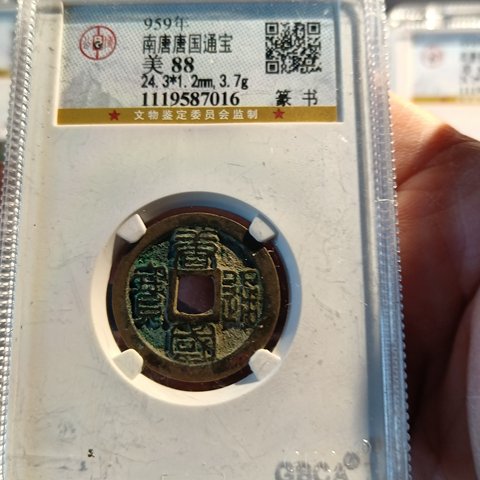 959年
南唐唐国通宝
美 88
24.3*1.2mm,3.7g
1119587016 篆 书
★ 文物鉴定委员会监制 ★
唐
國
通
寶
GBCA®